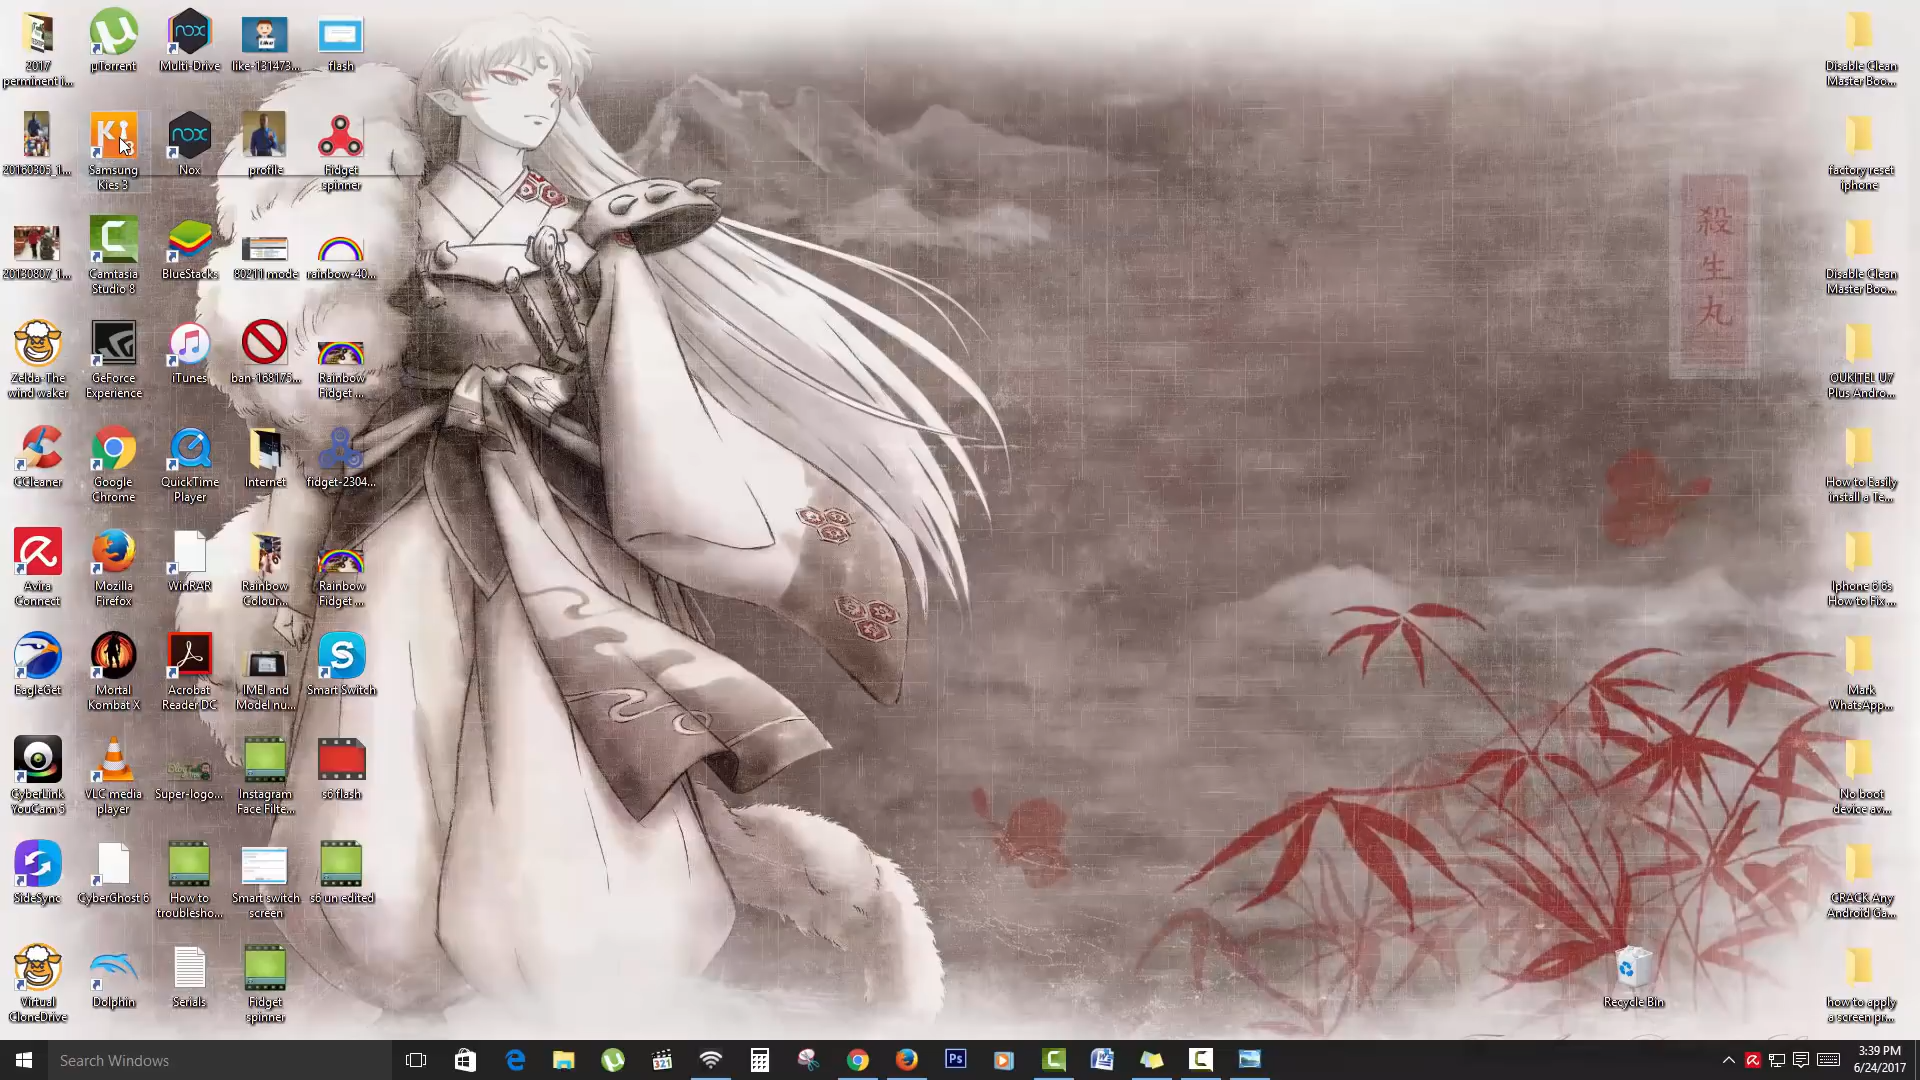 2017
perminent i...
µTorrent
Multi-Drive
like-131473...
flash
20160305_1...
Samsung
Kies 3
Nox
profile
Fidget
spinner
20130807_1...
Camtasia
Studio 8
BlueStacks
80211 mode
rainbow-40...
Zelda-The
wind waker
GeForce
Experience
iTunes
ban-168175...
Rainbow
Fidget ...
CCleaner
Google
Chrome
QuickTime
Player
Internet
fidget-2304...
Avira
Connect
Mozilla
Firefox
WinRAR
Rainbow
Colour...
Rainbow
Fidget ...
EagleGet
Mortal
Kombat X
Acrobat
Reader DC
IMEI and
Model nu...
Smart Switch
CyberLink
YouCam 5
VLC media
player
Super-logo...
Instagram
Face Filte...
s6 flash
SideSync
CyberGhost 6
How to
troublesho...
Smart switch
screen
s6 un edited
Virtual
CloneDrive
Dolphin
Serials
Fidget
spinner
殺
生
丸
Disable Clean
Master Boo...
factory reset
iphone
Disable Clean
Master Boo...
OUKITEL U7
Plus Andro...
How to Easily
install a Te...
Iphone 6 6s
How to Fix ...
Mark
WhatsApp...
No boot
device av...
CRACK Any
Android Ga...
how to apply
a screen pr...
Recycle Bin
Search Windows
3:39 PM
6/24/2017